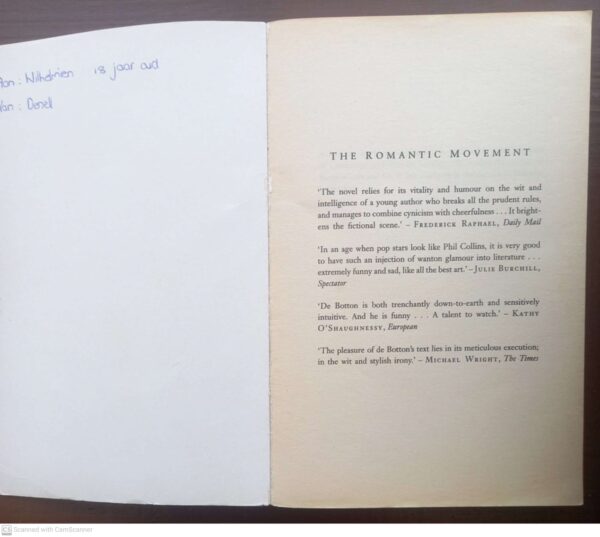 Aan : Wilhelmien 18 jaar oud
Van : Denell
THE ROMANTIC MOVEMENT
'The novel relies for its vitality and humour on the wit and
intelligence of a young author who breaks all the prudent rules,
and manages to combine cynicism with cheerfulness . . . It bright-
ens the fictional scene.' – FREDERICK RAPHAEL, Daily Mail
'In an age when pop stars look like Phil Collins, it is very good
to have such an injection of wanton glamour into literature . . .
extremely funny and sad, like all the best art.' – JULIE BURCHILL,
Spectator
'De Botton is both trenchantly down-to-earth and sensitively
intuitive. And he is funny . . . A talent to watch.' – KATHY
O'SHAUGHNESSY, European
'The pleasure of de Botton's text lies in its meticulous execution;
in the wit and stylish irony.' – MICHAEL WRIGHT, The Times
CS Scanned with CamScanner